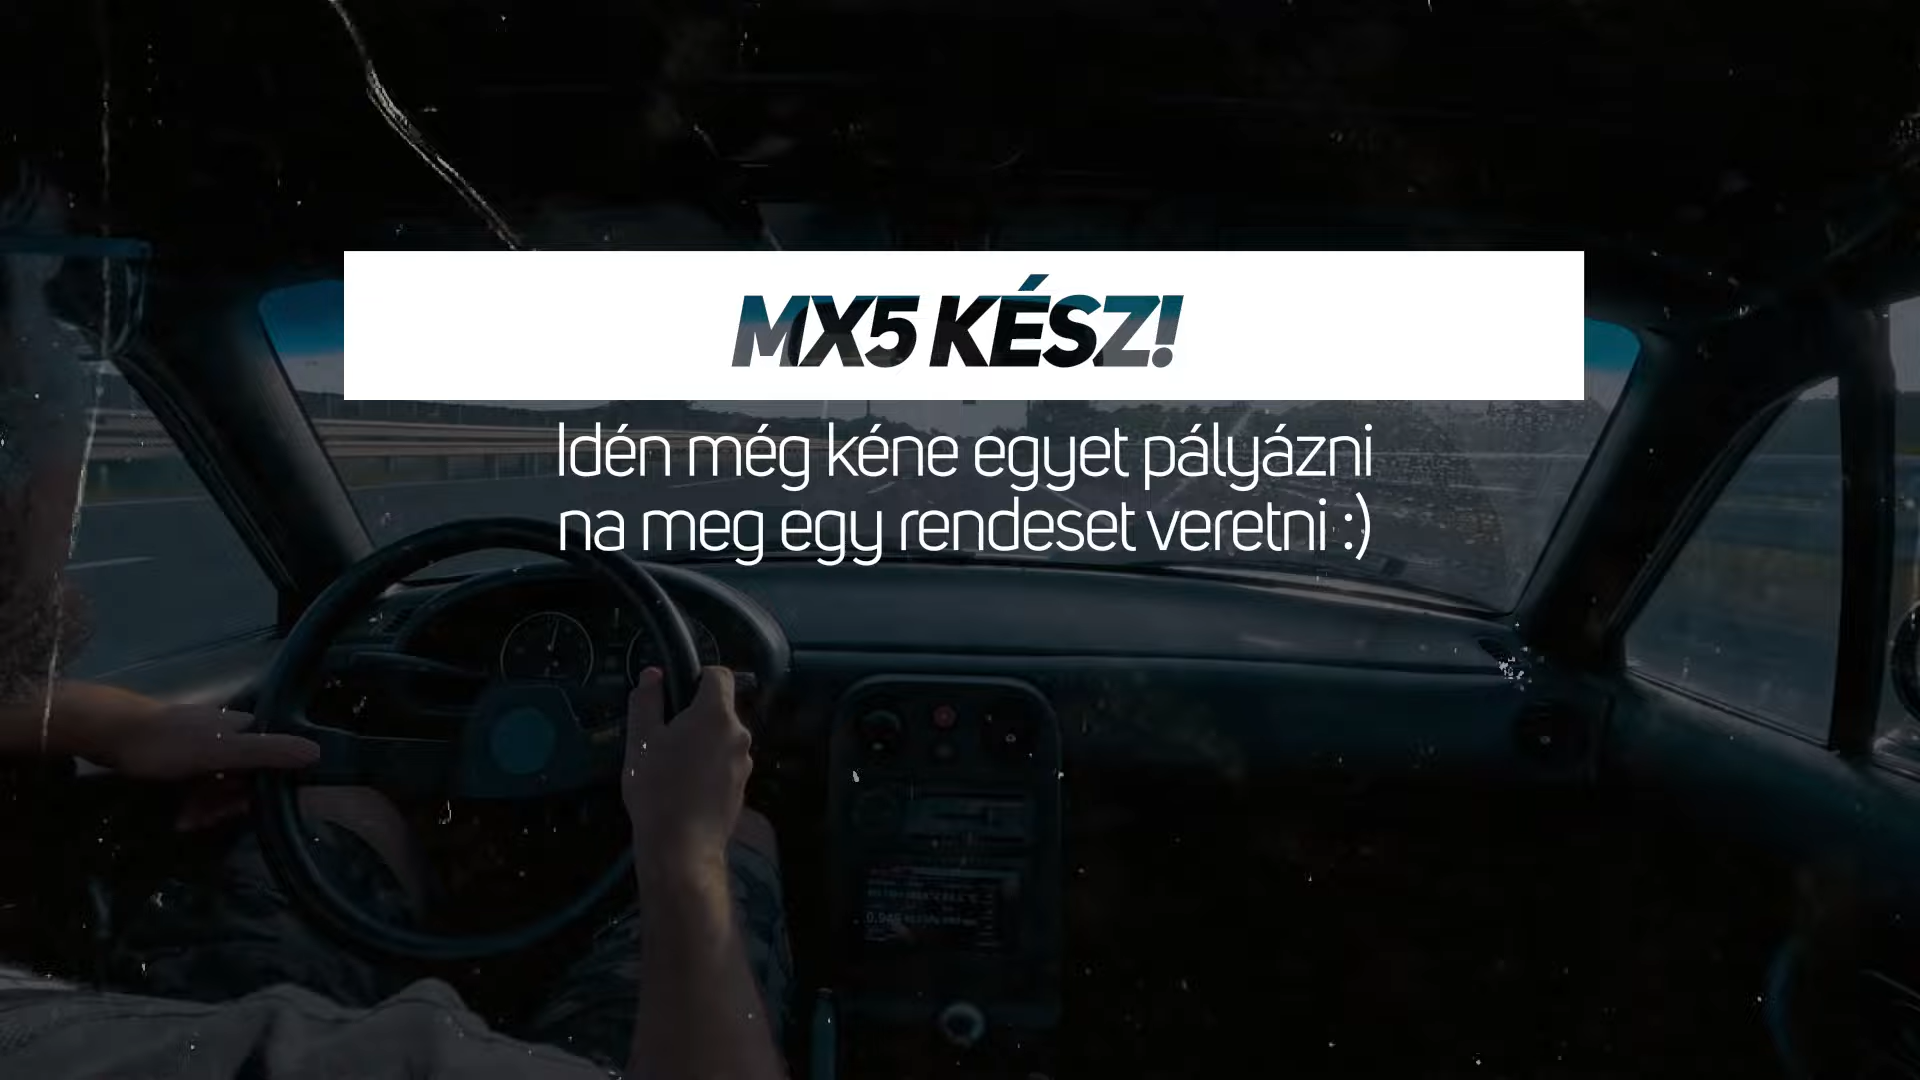 MX5 KÉSZ!
Idén még kéne egyet pályázni
na meg egy rendeset veretni :)